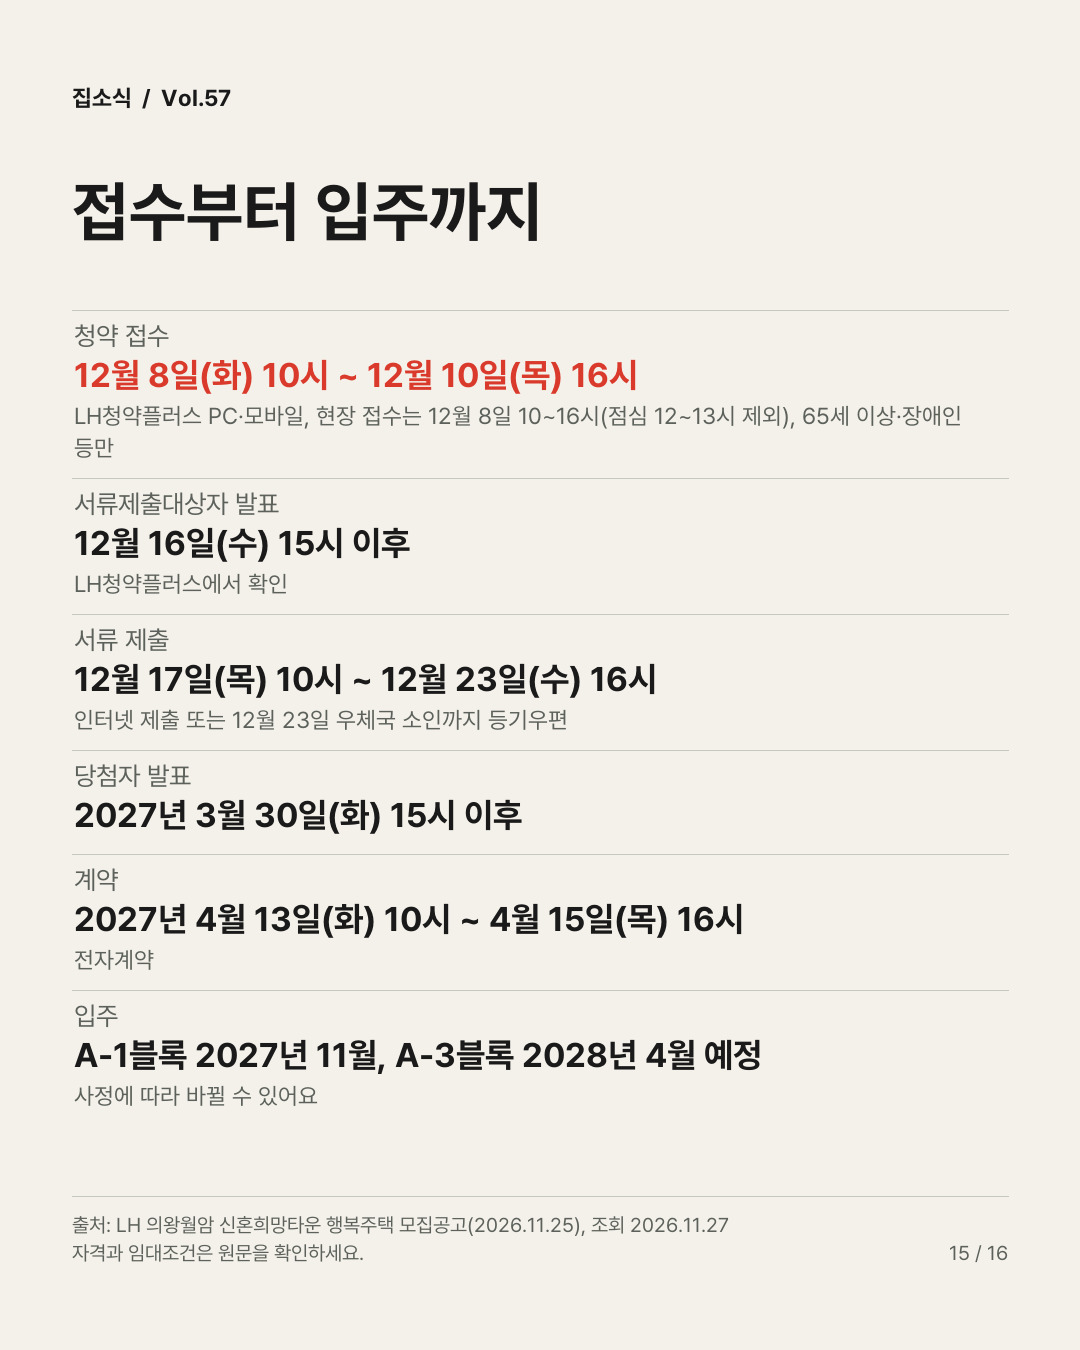 집소식 / Vol.57
접수부터 입주까지
청약 접수
12월 8일(화) 10시 ~ 12월 10일(목) 16시
LH청약플러스 PC·모바일, 현장 접수는 12월 8일 10~16시(점심 12~13시 제외), 65세 이상·장애인
등만
서류제출대상자 발표
12월 16일(수) 15시 이후
LH청약플러스에서 확인
서류 제출
12월 17일(목) 10시 ~ 12월 23일(수) 16시
인터넷 제출 또는 12월 23일 우체국 소인까지 등기우편
당첨자 발표
2027년 3월 30일(화) 15시 이후
계약
2027년 4월 13일(화) 10시 ~ 4월 15일(목) 16시
전자계약
입주
A-1블록 2027년 11월, A-3블록 2028년 4월 예정
사정에 따라 바뀔 수 있어요
출처: LH 의왕월암 신혼희망타운 행복주택 모집공고(2026.11.25), 조회 2026.11.27
자격과 임대조건은 원문을 확인하세요.
15 / 16